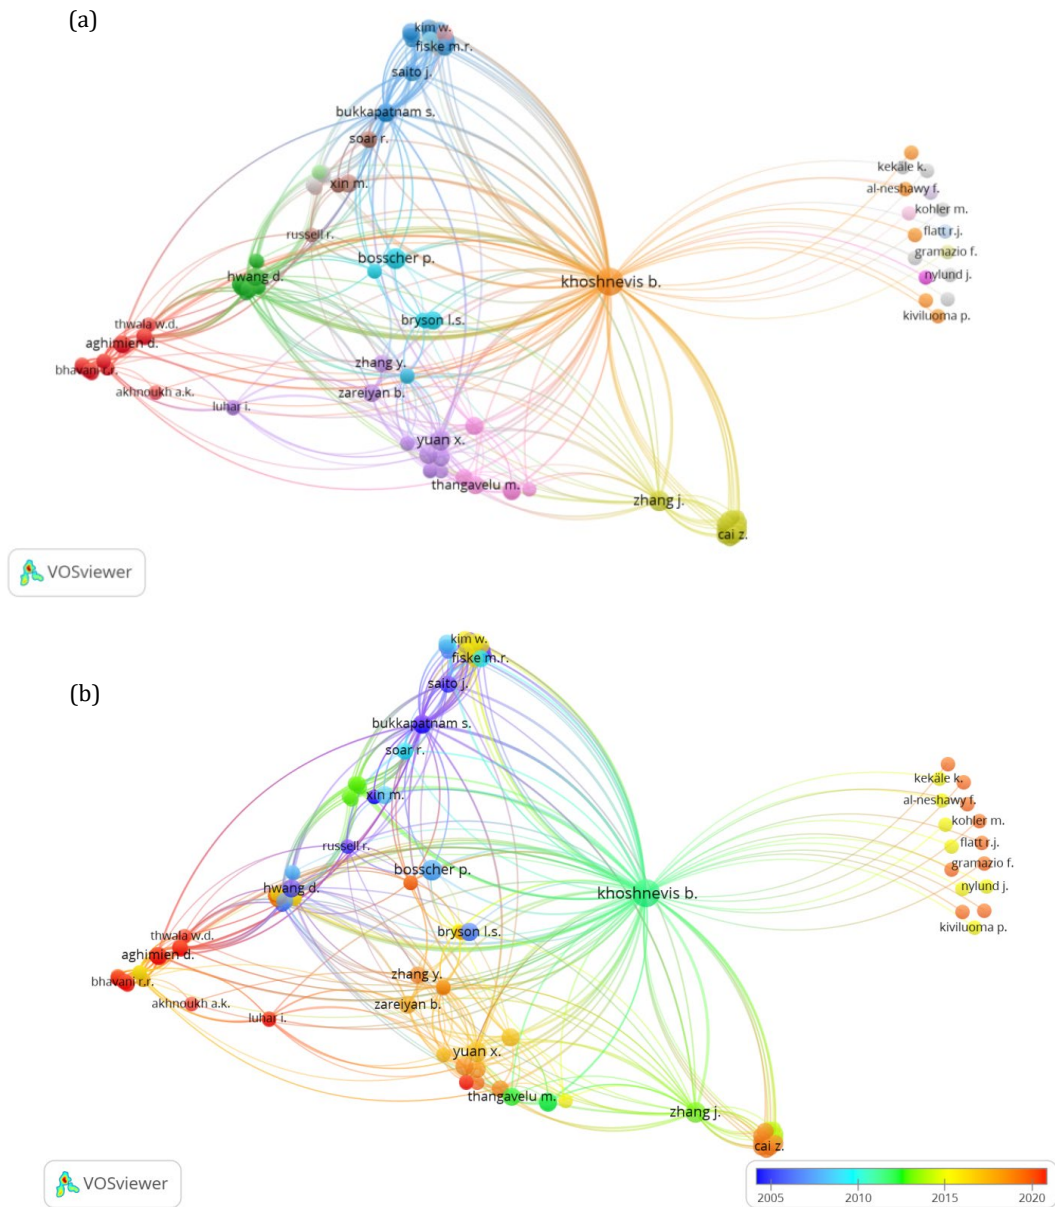 (a)
kim w.
fiske m.r.
saito j.
bukkapatnam s.
soar r.
xin m.
russell r.
hwang d.
bosscher p.
khoshnevis b.
kekäle k.
al-neshawy f.
kohler m.
flatt r.j.
gramazio f.
nylund j.
kiviluoma p.
thwala w.d.
aghimien d.
bhavani r.r.
akhnoukh a.k.
luhar i.
bryson l.s.
zhang y.
zareiyan b.
yuan x.
thangavelu m.
zhang j.
cai z.
VOSviewer
(b)
kim w.
fiske m.r.
saito j.
bukkapatnam s.
soar r.
xin m.
russell r.
hwang d.
bosscher p.
khoshnevis b.
kekäle k.
al-neshawy f.
kohler m.
flatt r.j.
gramazio f.
nylund j.
kiviluoma p.
thwala w.d.
aghimien d.
bhavani r.r.
akhnoukh a.k.
luhar i.
bryson l.s.
zhang y.
zareiyan b.
yuan x.
thangavelu m.
zhang j.
cai z.
VOSviewer
2005 2010 2015 2020